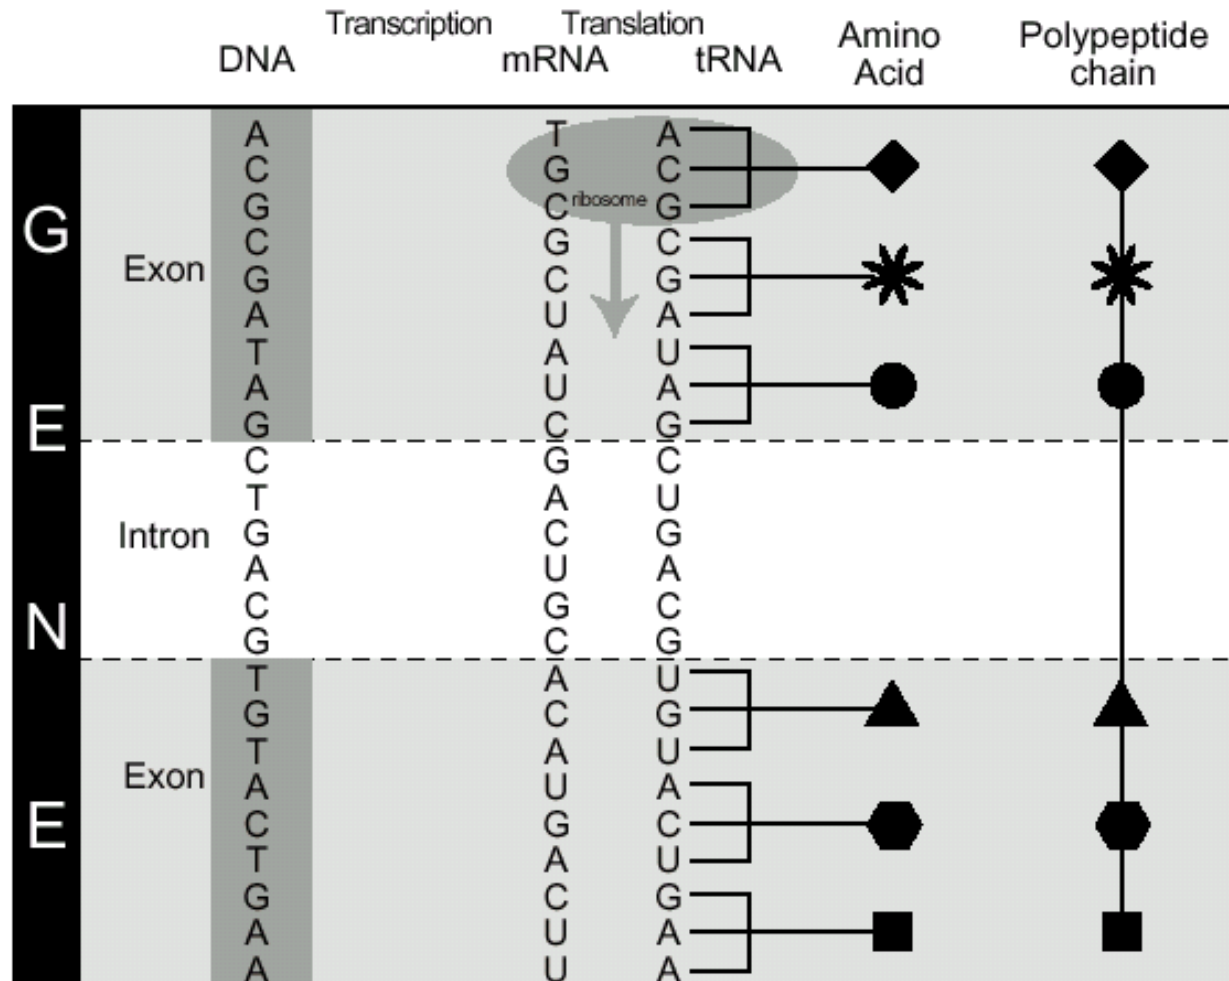 Transcription Translation Amino Polypeptide
DNA mRNA tRNA Acid chain
A T A
C G C
G C ribosome G
G C G C
Exon G C G
A U A
T A U
A U A
E G C G
C G C
T A U
Intron G C G
A U A
C G C
N G C G
T A U
G C G
T A U
Exon A U A
E C G C
T A U
G C G
A U A
A U A